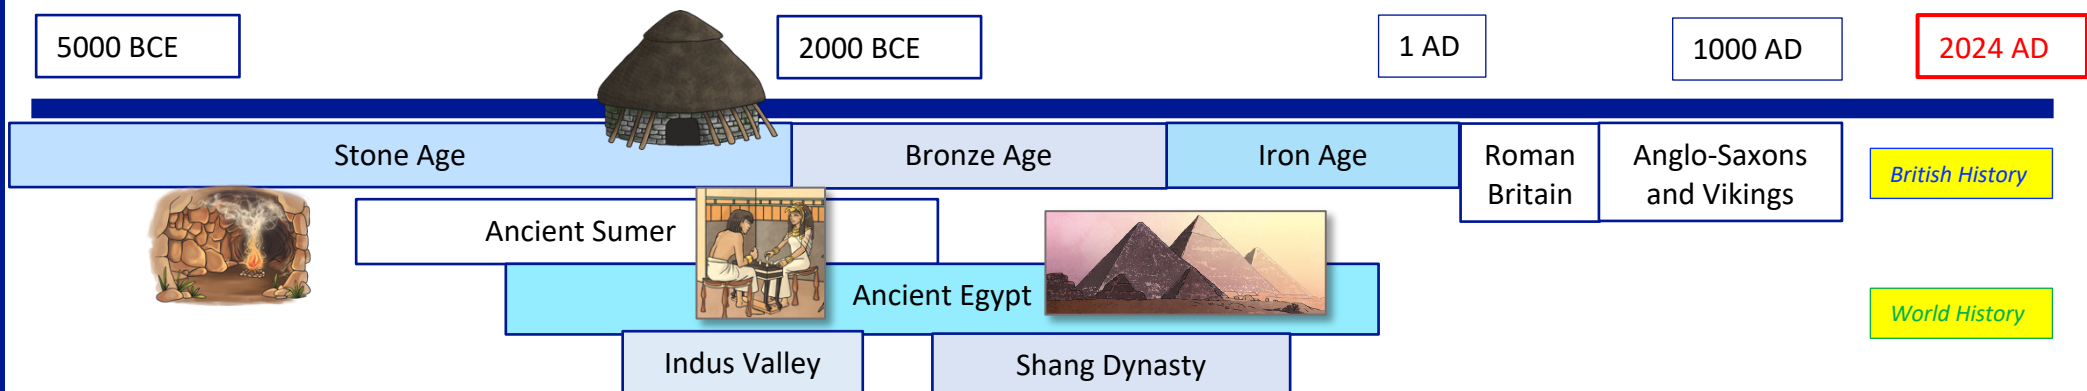 5000 BCE
2000 BCE
1 AD
1000 AD
2024 AD
Stone Age
Bronze Age
Iron Age
Roman
Britain
Anglo-Saxons
and Vikings
British History
Ancient Sumer
Ancient Egypt
World History
Indus Valley
Shang Dynasty